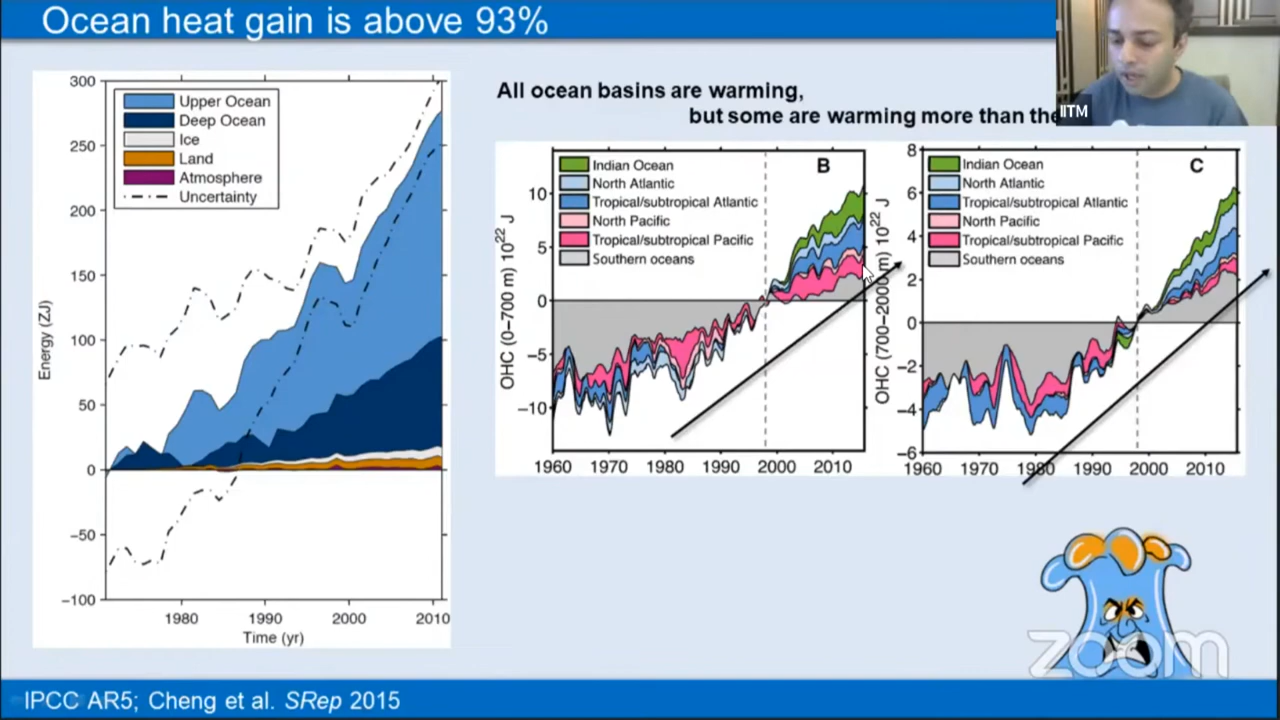 Ocean heat gain is above 93%
IITM
All ocean basins are warming,
but some are warming more than the
300
250
200
150
100
50
0
−50
−100
Energy (ZJ)
Upper Ocean
Deep Ocean
Ice
Land
Atmosphere
Uncertainty
1980
1990
2000
2010
Time (yr)
B
Indian Ocean
North Atlantic
Tropical/subtropical Atlantic
North Pacific
Tropical/subtropical Pacific
Southern oceans
10
5
0
−5
−10
OHC (0−700 m) 10²² J
1960
1970
1980
1990
2000
2010
C
Indian Ocean
North Atlantic
Tropical/subtropical Atlantic
North Pacific
Tropical/subtropical Pacific
Southern oceans
8
6
4
2
0
−2
−4
−6
OHC (700−2000 m) 10²² J
1960
1970
1980
1990
2000
2010
zoom
IPCC AR5; Cheng et al. SRep 2015